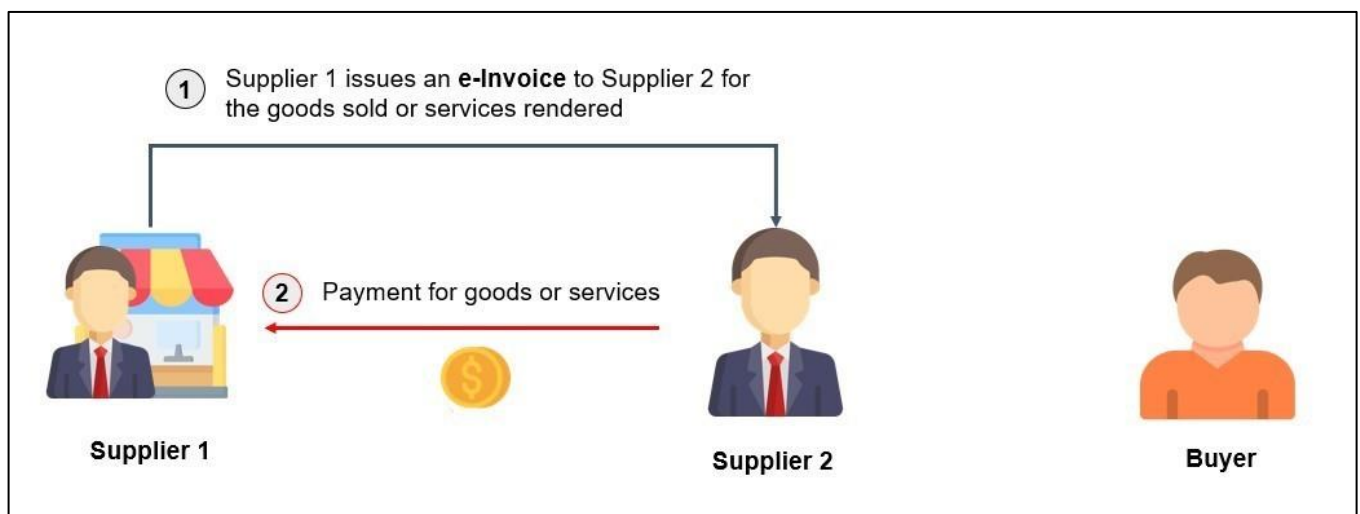 1
Supplier 1 issues an e-Invoice to Supplier 2 for
the goods sold or services rendered
2
Payment for goods or services
$
Supplier 1
Supplier 2
Buyer